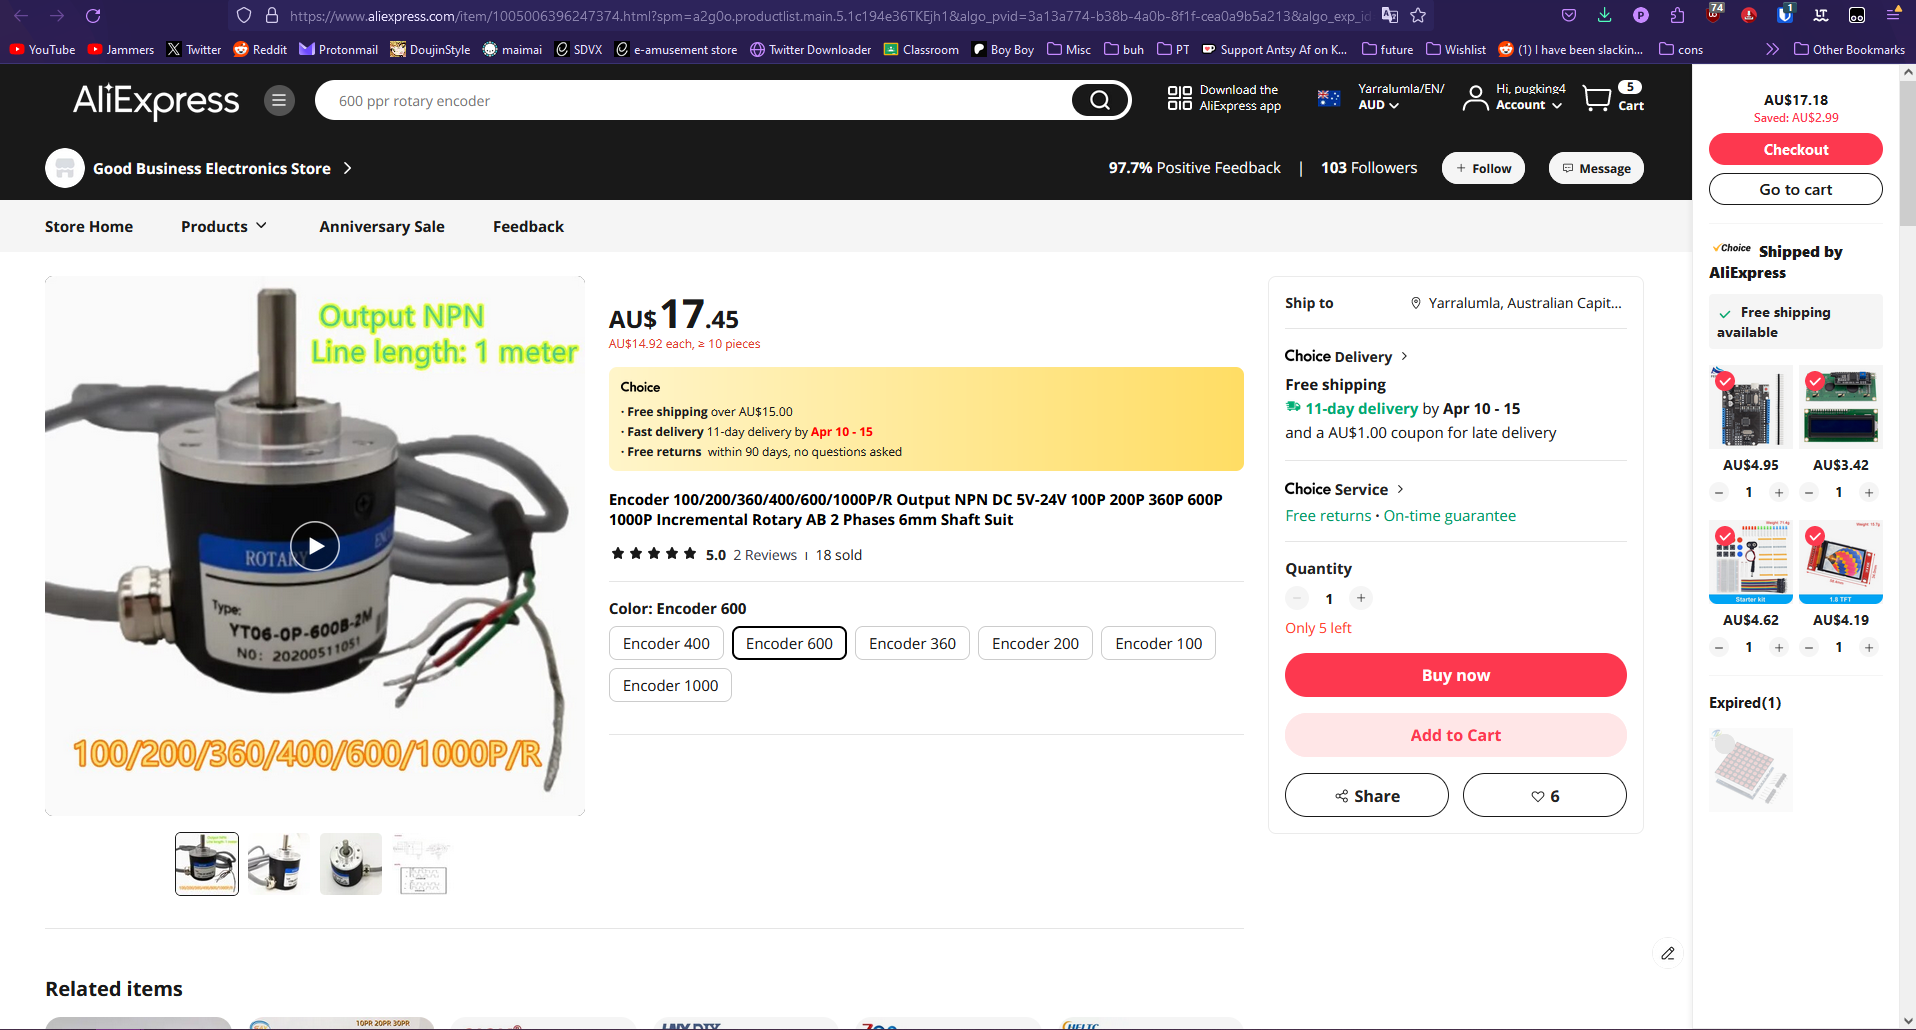 https://www.aliexpress.com/item/1005006396247374.html?spm=a2g0o.productlist.main.5.1c194e36TKEjh1&algo_pvid=3a13a774-b38b-4a0b-8f1f-cea0a9b5a213&algo_exp_id
74
1
YouTube Jammers Twitter Reddit Protonmail DoujinStyle maimai SDVX e-amusement store Twitter Downloader Classroom Boy Boy Misc buh PT Support Antsy Af on K... future Wishlist (1) I have been slackin... cons Other Bookmarks
AliExpress
600 ppr rotary encoder
Download the
AliExpress app
Yarralumla/EN/
AUD
Hi, pugking4
Account
5
Cart
Good Business Electronics Store
97.7% Positive Feedback | 103 Followers
+ Follow
Message
Store Home Products Anniversary Sale Feedback
Output NPN
Line length: 1 meter
ROTARY
Type:
YT06-0P-600B-2M
NO: 20200511051
100/200/360/400/600/1000P/R
AU$17.45
AU$14.92 each, ≥ 10 pieces
Choice
· Free shipping over AU$15.00
· Fast delivery 11-day delivery by Apr 10 - 15
· Free returns within 90 days, no questions asked
Encoder 100/200/360/400/600/1000P/R Output NPN DC 5V-24V 100P 200P 360P 600P
1000P Incremental Rotary AB 2 Phases 6mm Shaft Suit
5.0 2 Reviews 18 sold
Color: Encoder 600
Encoder 400 Encoder 600 Encoder 360 Encoder 200 Encoder 100
Encoder 1000
Ship to
Yarralumla, Australian Capit...
Choice Delivery
Free shipping
11-day delivery by Apr 10 - 15
and a AU$1.00 coupon for late delivery
Choice Service
Free returns · On-time guarantee
Quantity
− 1 +
Only 5 left
Buy now
Add to Cart
Share
6
AU$17.18
Saved: AU$2.99
Checkout
Go to cart
Choice Shipped by
AliExpress
Free shipping
available
AU$4.95 AU$3.42
− 1 + − 1 +
Starter kit 1.8 TFT
AU$4.62 AU$4.19
− 1 + − 1 +
Expired(1)
Related items
10PR 20PR 30PR